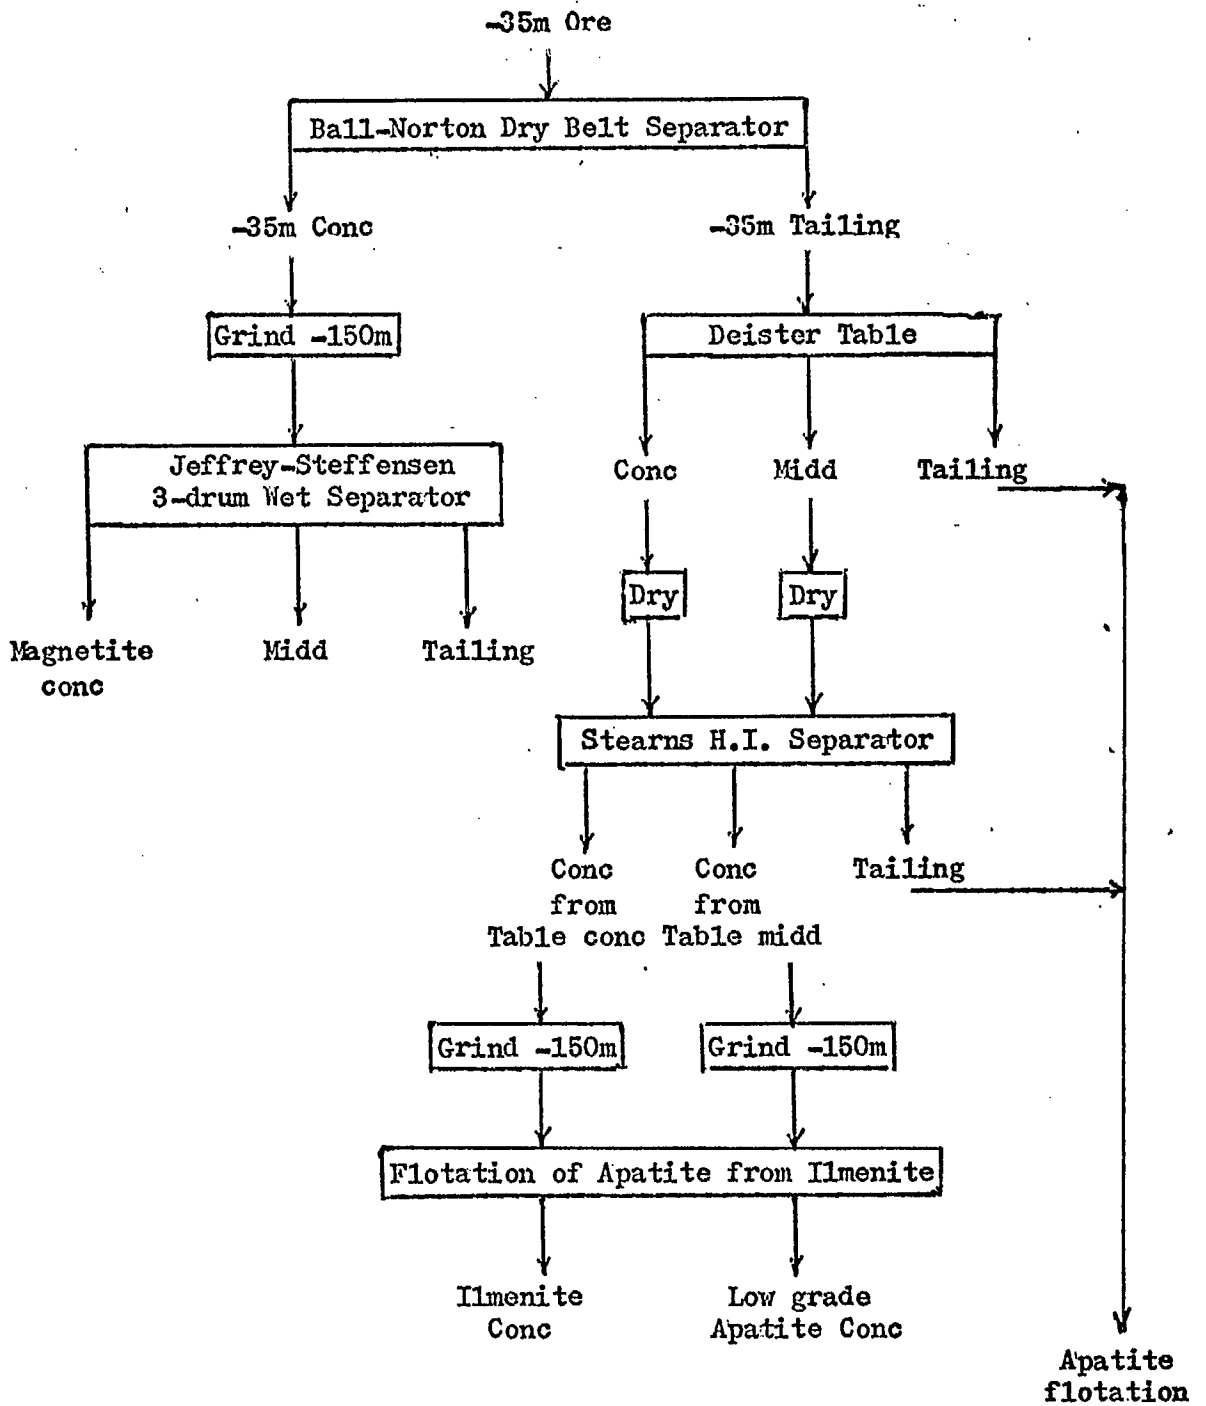 -35m Ore
Ball-Norton Dry Belt Separator
-35m Conc
-35m Tailing
Grind -150m
Deister Table
Jeffrey-Steffensen
3-drum Wet Separator
Conc
Midd
Tailing
Dry
Dry
Magnetite
conc
Midd
Tailing
Stearns H.I. Separator
Conc
from
Table conc
Conc
from
Table midd
Tailing
Grind -150m
Grind -150m
Flotation of Apatite from Ilmenite
Ilmenite
Conc
Low grade
Apatite Conc
Apatite
flotation